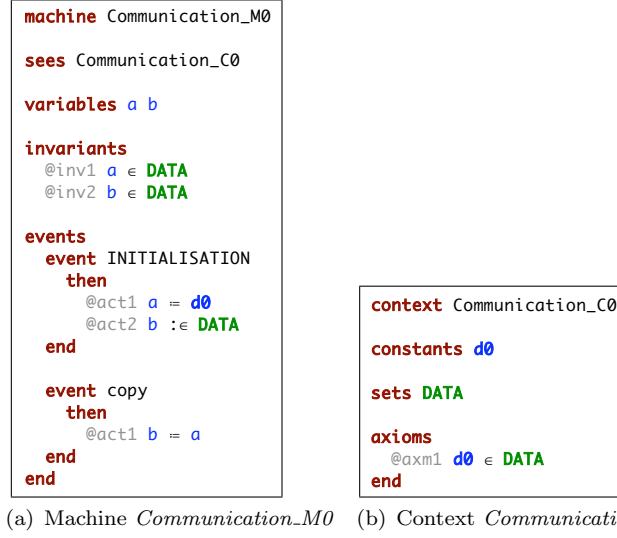 machine Communication_M0
sees Communication_C0
variables a b
invariants
@inv1 a ∈ DATA
@inv2 b ∈ DATA
events
event INITIALISATION
then
@act1 a ≔ d0
@act2 b :∈ DATA
end
event copy
then
@act1 b ≔ a
end
end
(a) Machine Communication_M0
context Communication_C0
constants d0
sets DATA
axioms
@axm1 d0 ∈ DATA
end
(b) Context Communicati